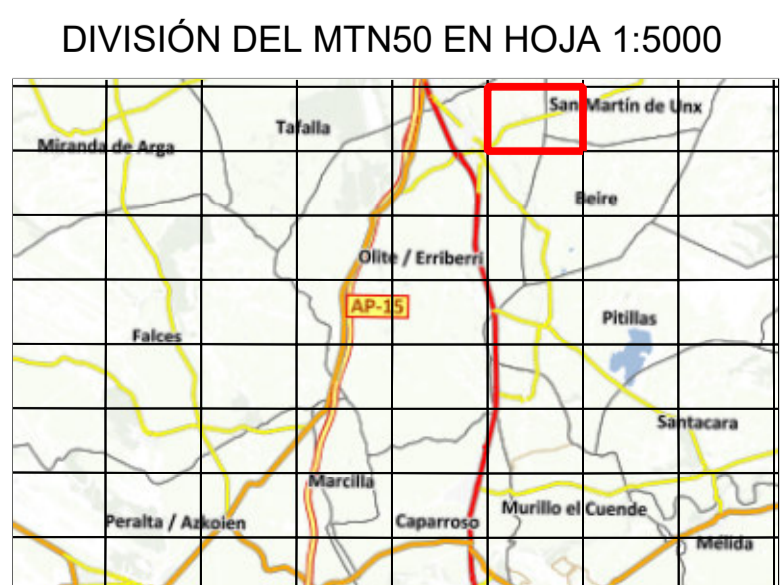 DIVISIÓN DEL MTN50 EN HOJA 1:5000
San Martín de Unx
Tafalla
Miranda de Arga
Beire
Olite / Erriberri
AP-15
Pitillas
Falces
Santacara
Marcilla
Murillo el Cuende
Peralta / Azkoien
Caparroso
Mélida